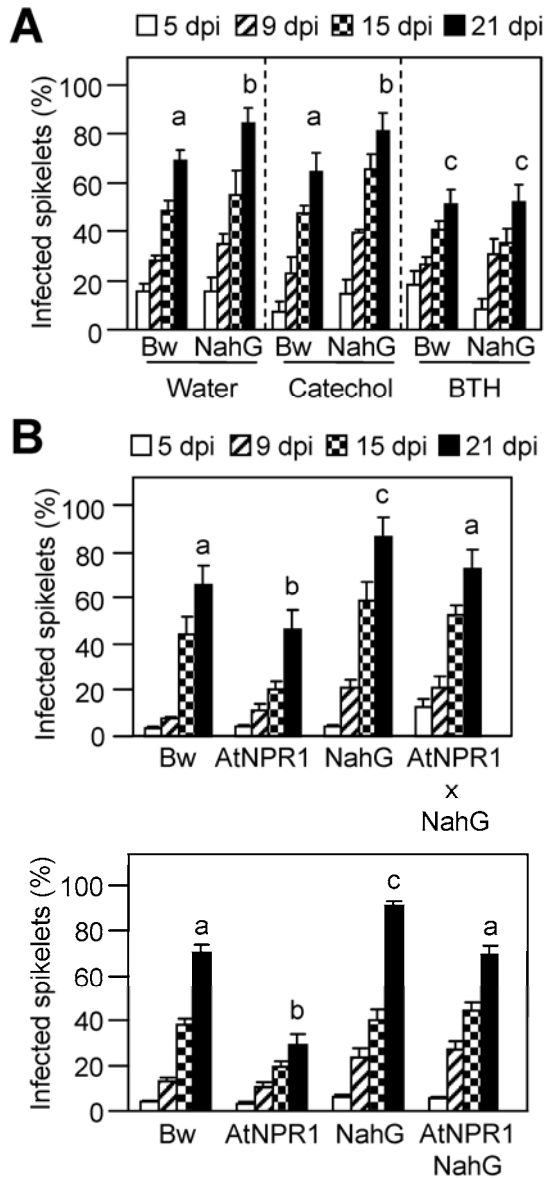 A
5 dpi 9 dpi 15 dpi 21 dpi
Infected spikelets (%)
100
80
60
40
20
0
a
b
a
b
c
c
Bw NahG Bw NahG Bw NahG
Water Catechol BTH
B
5 dpi 9 dpi 15 dpi 21 dpi
Infected spikelets (%)
100
80
60
40
20
0
a
b
c
a
Bw AtNPR1 NahG AtNPR1
x
NahG
Infected spikelets (%)
100
80
60
40
20
0
a
b
c
a
Bw AtNPR1 NahG AtNPR1
NahG